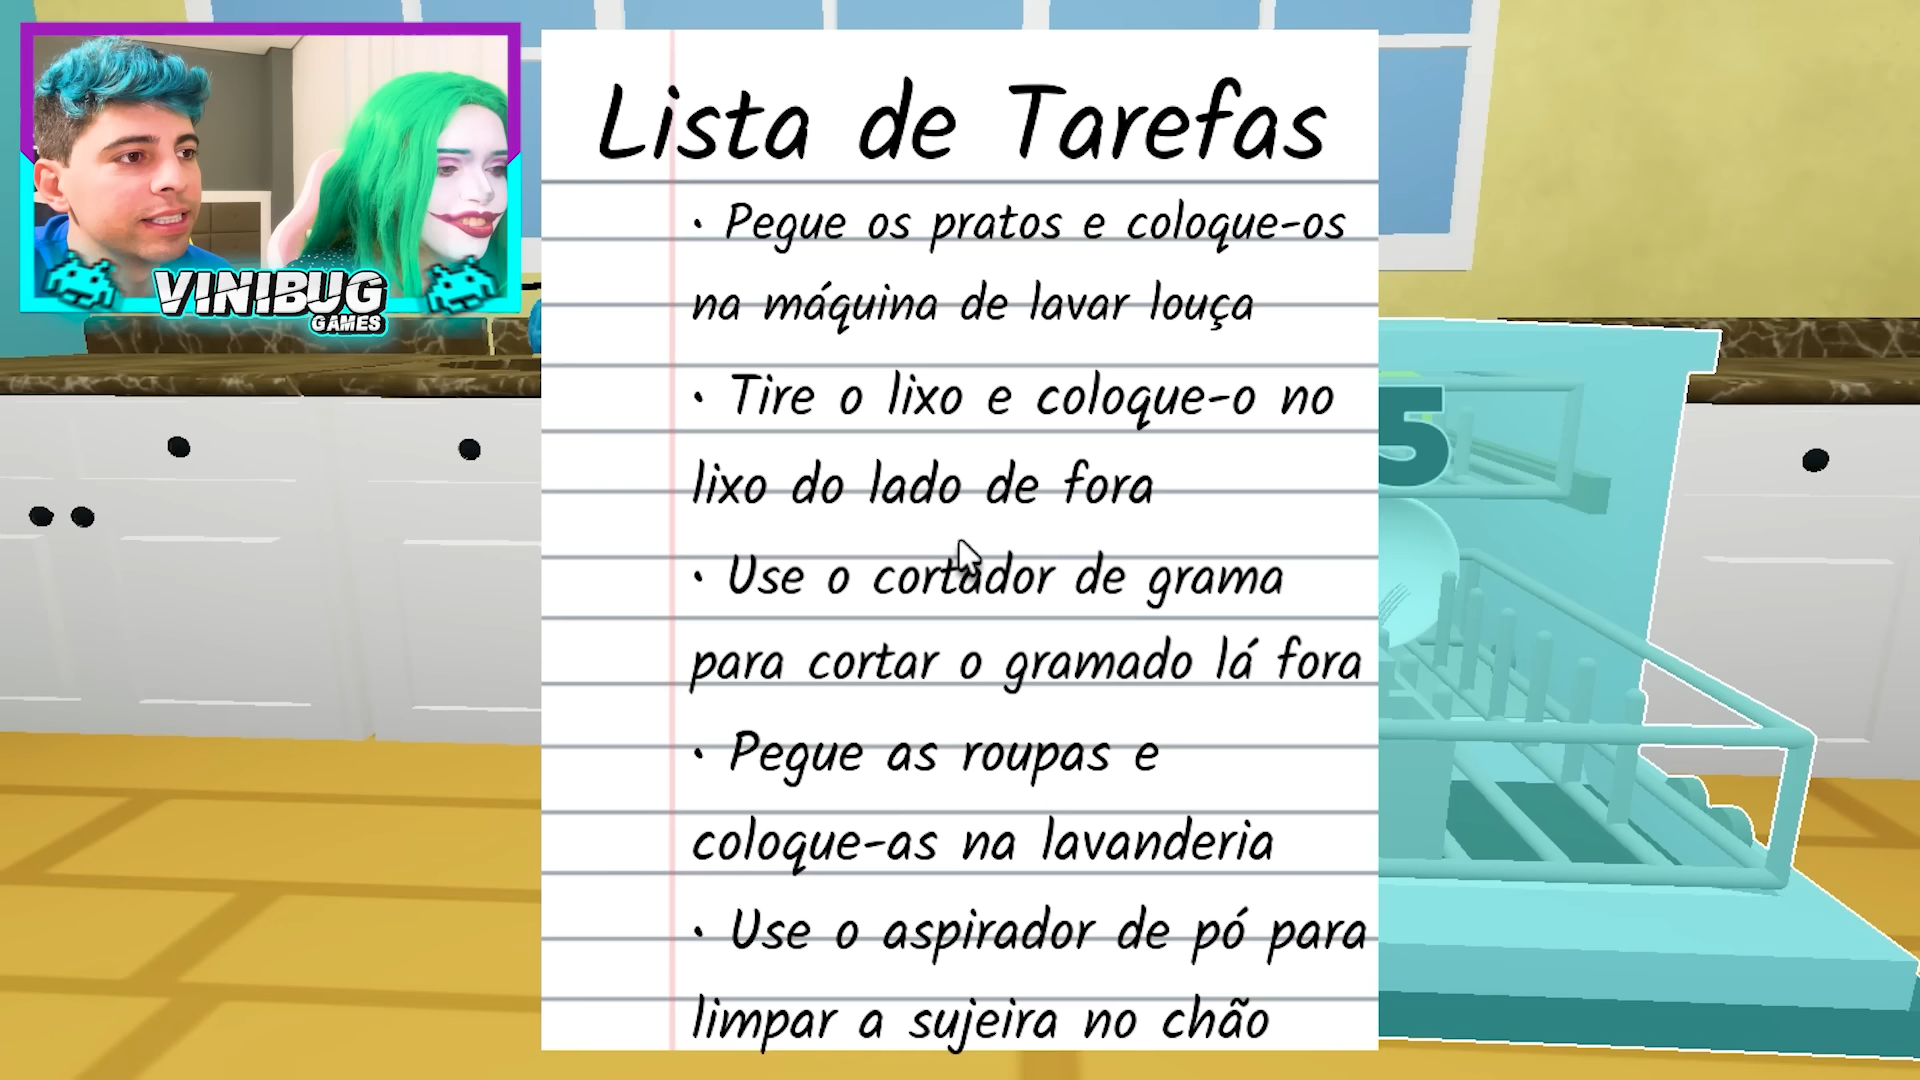 VINIBUG
GAMES
Lista de Tarefas
• Pegue os pratos e coloque-os
na máquina de lavar louça
• Tire o lixo e coloque-o no
lixo do lado de fora
• Use o cortador de grama
para cortar o gramado lá fora
• Pegue as roupas e
coloque-as na lavanderia
• Use o aspirador de pó para
limpar a sujeira no chão
5